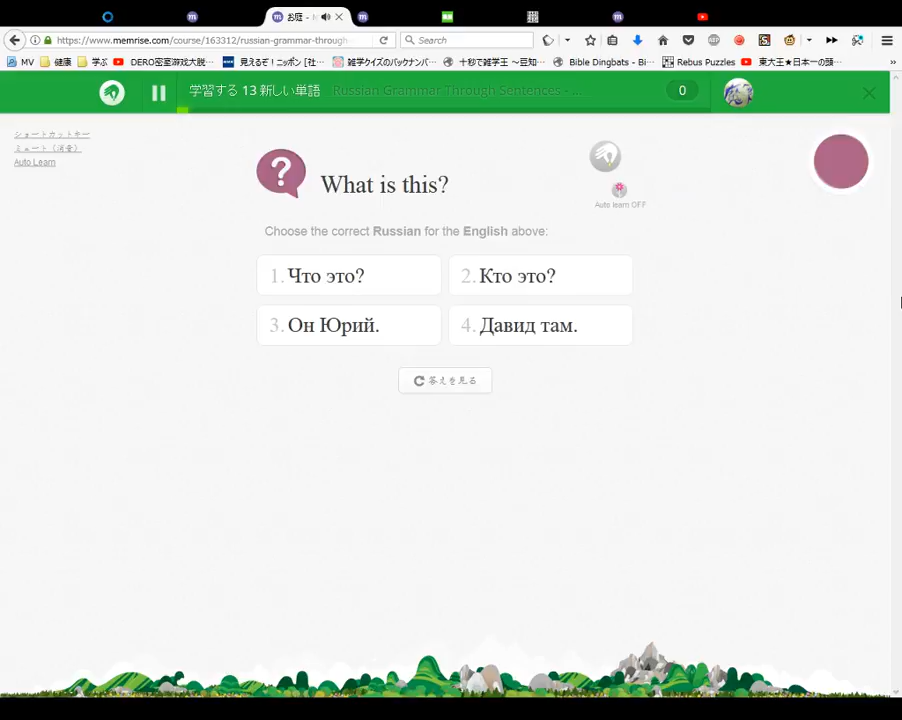 お庭 - M
https://www.memrise.com/course/163312/russian-grammar-through
Search
MV 健康 学ぶ DERO密室游戏大脱… 見えるぞ!ニッポン [社… 雑学クイズのバックナンバ… 十秒で雑学王 〜豆知… Bible Dingbats - Bi… Rebus Puzzles 東大王★日本一の頭… »
学習する 13 新しい単語 Russian Grammar Through Sentences - ... 0
ショートカットキー
ミュート(消音)
Auto Learn
? What is this?
Auto learn OFF
Choose the correct Russian for the English above:
1. Что это? 2. Кто это?
3. Он Юрий. 4. Давид там.
答えを見る